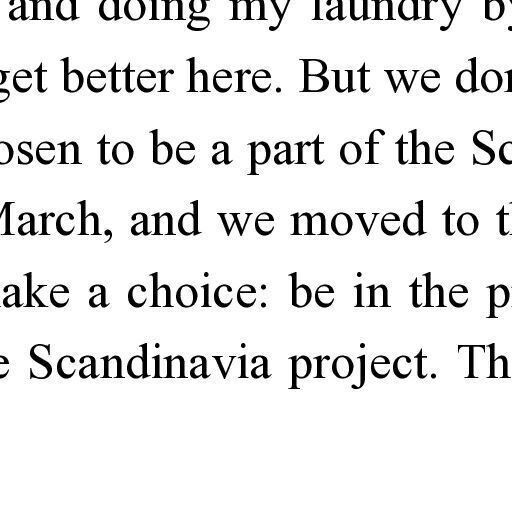 and doing my laundry by
get better here. But we don
osen to be a part of the Sc
March, and we moved to th
ake a choice: be in the p
e Scandinavia project. Th